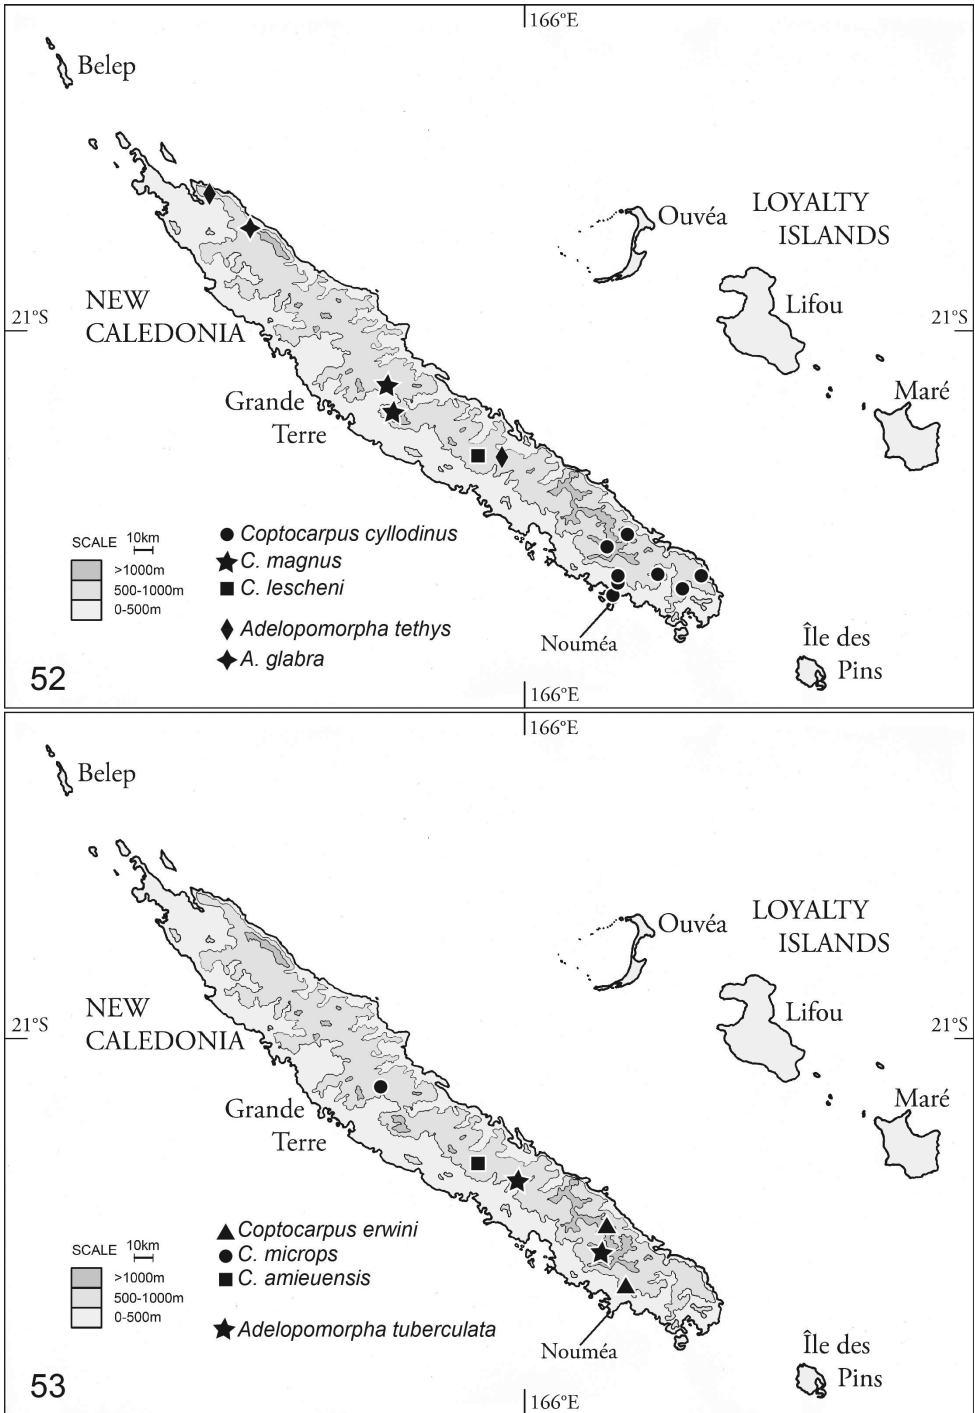 166°E
Belep
Ouvéa
LOYALTY
ISLANDS
Lifou
NEW
CALEDONIA
21°S
21°S
Maré
Grande
Terre
SCALE 10km
>1000m
500-1000m
0-500m
Coptocarpus cyllodinus
C. magnus
C. lescheni
Adelopomorpha tethys
A. glabra
Nouméa
Île des
Pins
52
166°E
166°E
Belep
Ouvéa
LOYALTY
ISLANDS
Lifou
NEW
CALEDONIA
21°S
21°S
Maré
Grande
Terre
SCALE 10km
>1000m
500-1000m
0-500m
Coptocarpus erwini
C. microps
C. amieuensis
Adelopomorpha tuberculata
Nouméa
Île des
Pins
53
166°E